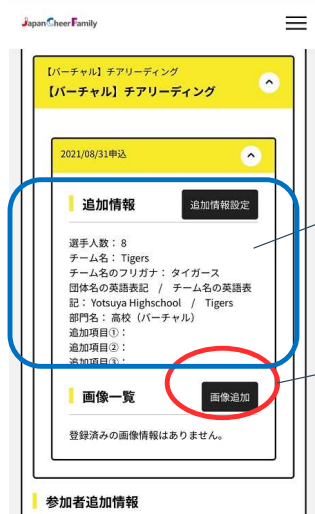 JapanCheerFamily
【バーチャル】チアリーディング
【バーチャル】チアリーディング
2021/08/31申込
追加情報
追加情報設定
選手人数： 8
チーム名： Tigers
チーム名のフリガナ： タイガース
団体名の英語表記　/　チーム名の英語表
記： Yotsuya Highschool　/　Tigers
部門名： 高校（バーチャル）
追加項目①：
追加項目②：
追加項目③：
画像一覧
画像追加
登録済みの画像情報はありません。
参加者追加情報